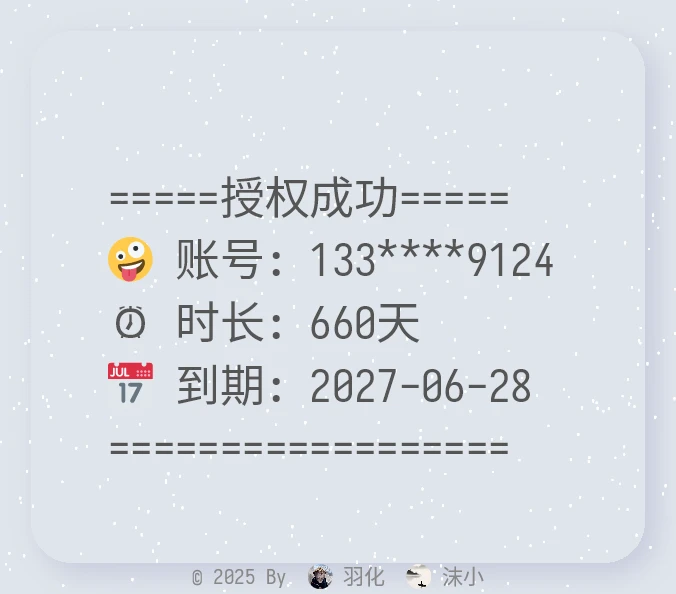 =====授权成功=====
🤪 账号: 133****9124
⏰ 时长: 660天
📅 到期: 2027-06-28
==================
© 2025 By 羽化 沫小